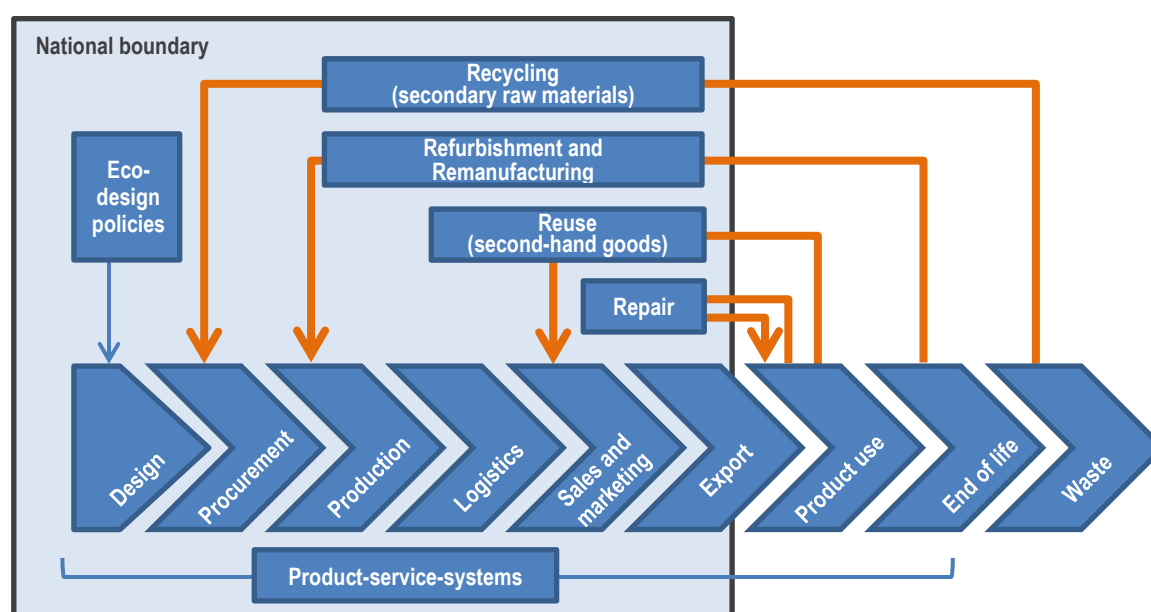 National boundary
Recycling
(secondary raw materials)
Refurbishment and
Remanufacturing
Eco-
design
policies
Reuse
(second-hand goods)
Repair
Design
Procurement
Production
Logistics
Sales and
marketing
Export
Product use
End of life
Waste
Product-service-systems